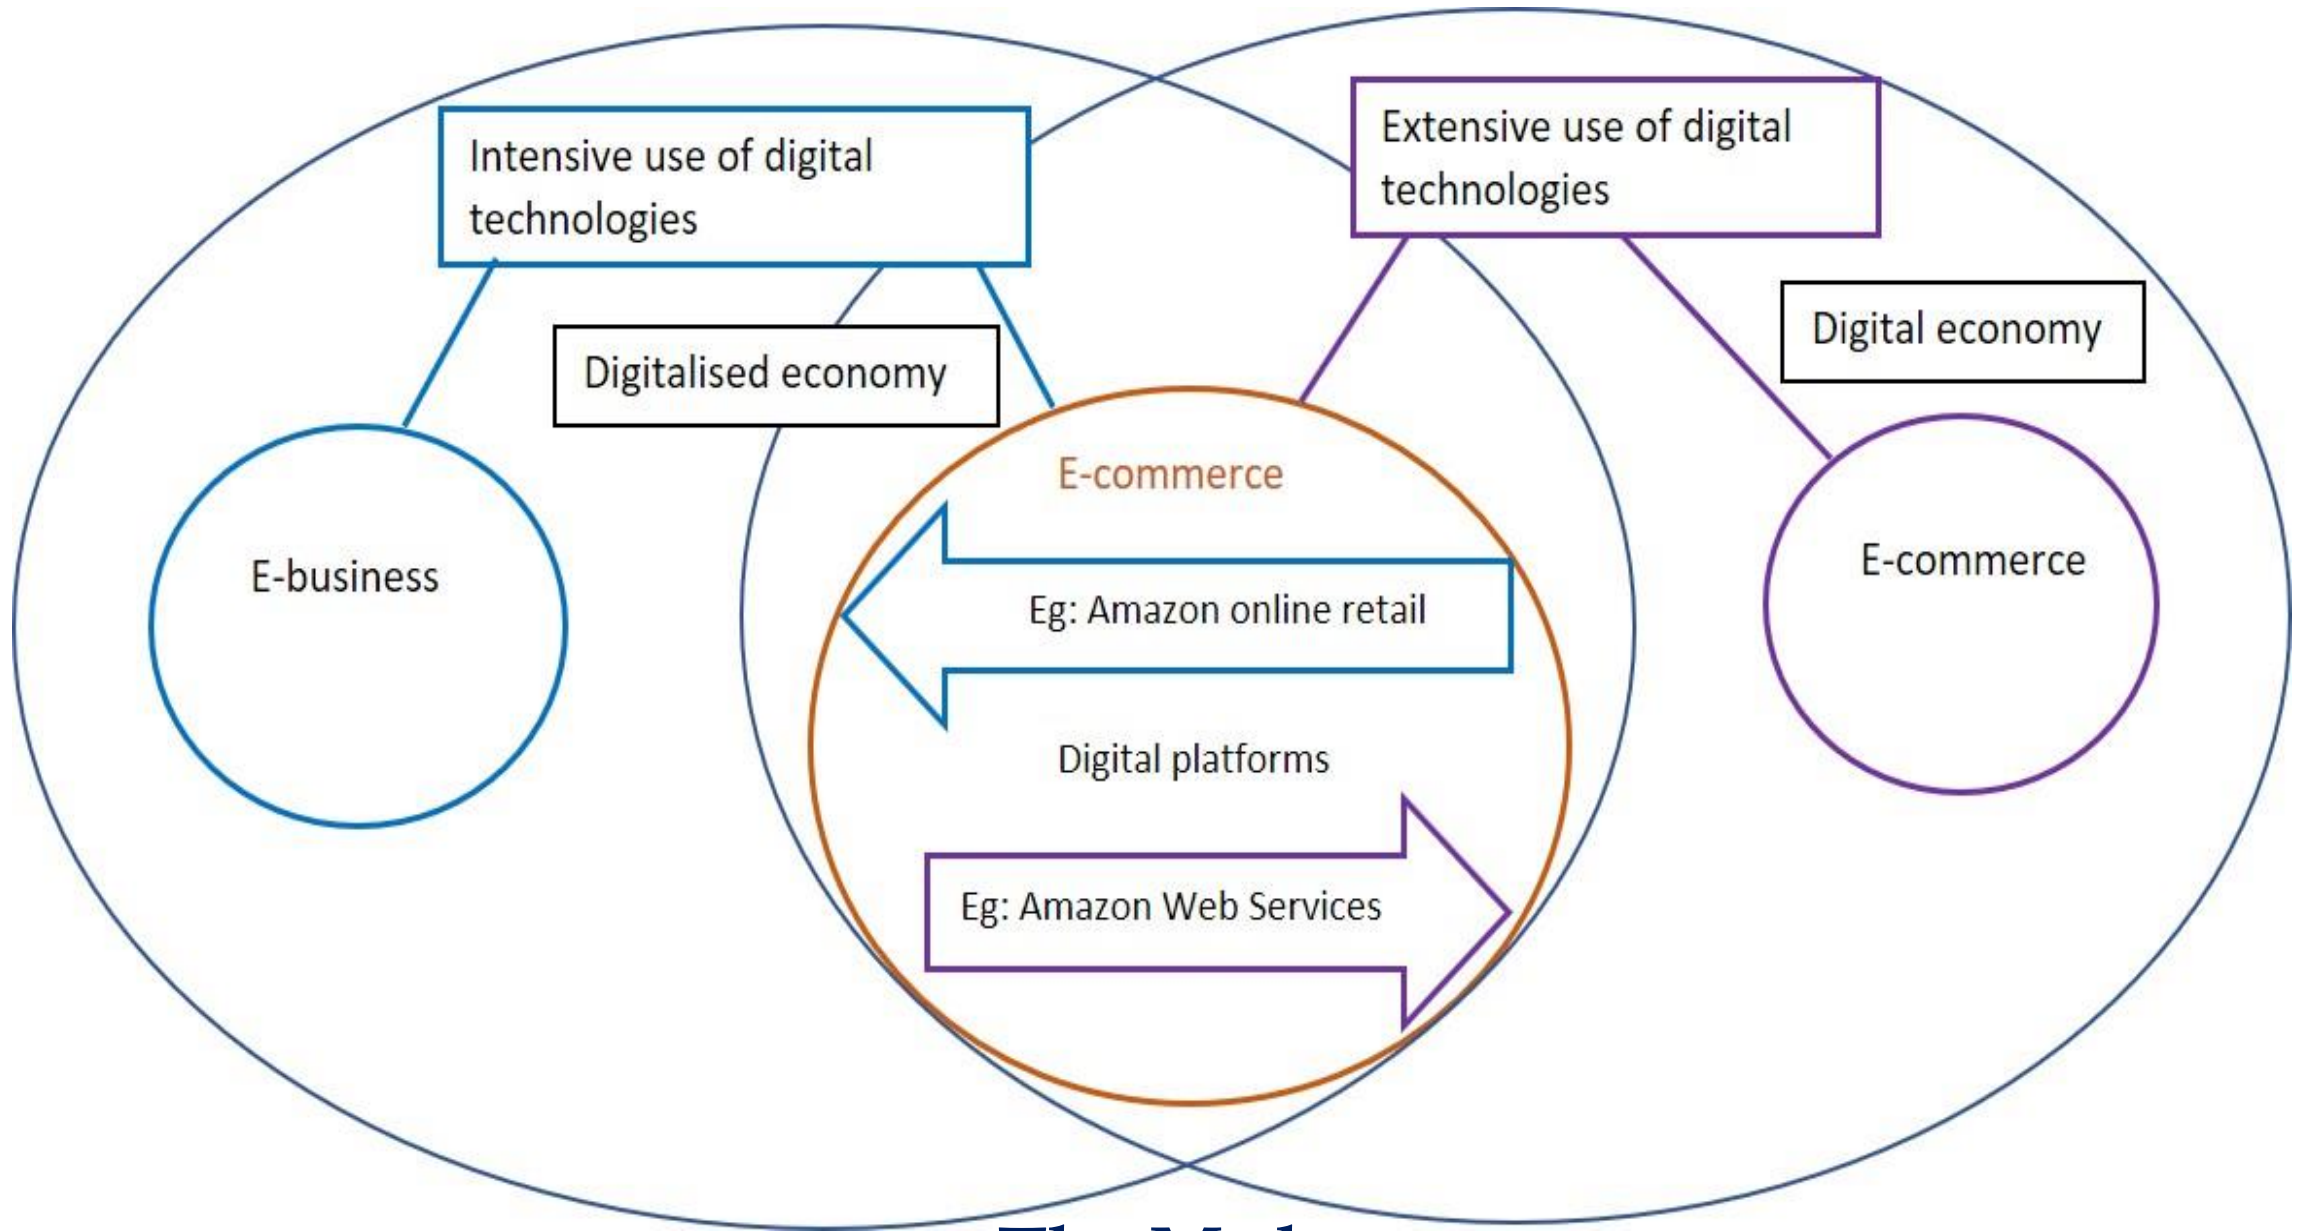 Intensive use of digital
technologies
Extensive use of digital
technologies
Digitalised economy
Digital economy
E-business
E-commerce
Eg: Amazon online retail
Digital platforms
Eg: Amazon Web Services
E-commerce